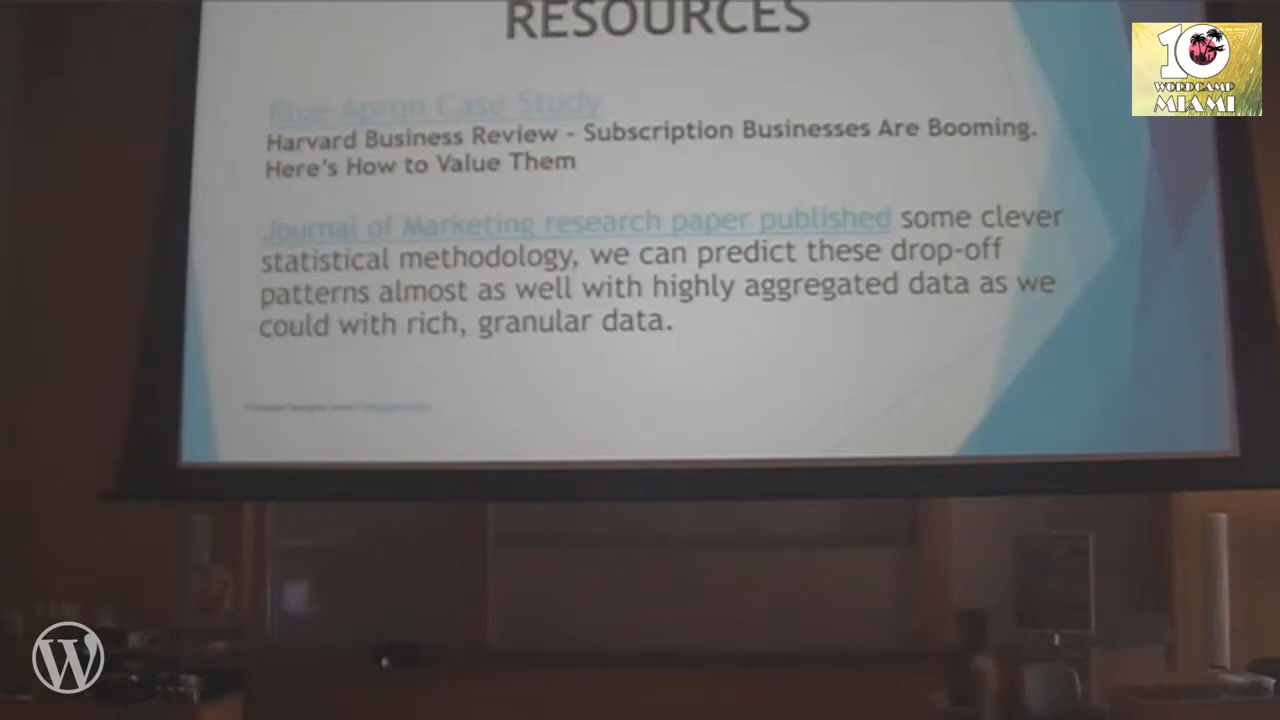 RESOURCES
10
WORDCAMP
MIAMI
Blue Apron Case Study
Harvard Business Review - Subscription Businesses Are Booming.
Here's How to Value Them
Journal of Marketing research paper published some clever
statistical methodology, we can predict these drop-off
patterns almost as well with highly aggregated data as we
could with rich, granular data.
W